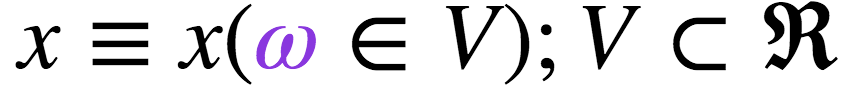 x ≡ x(ω ∈ V); V ⊂ ℜ